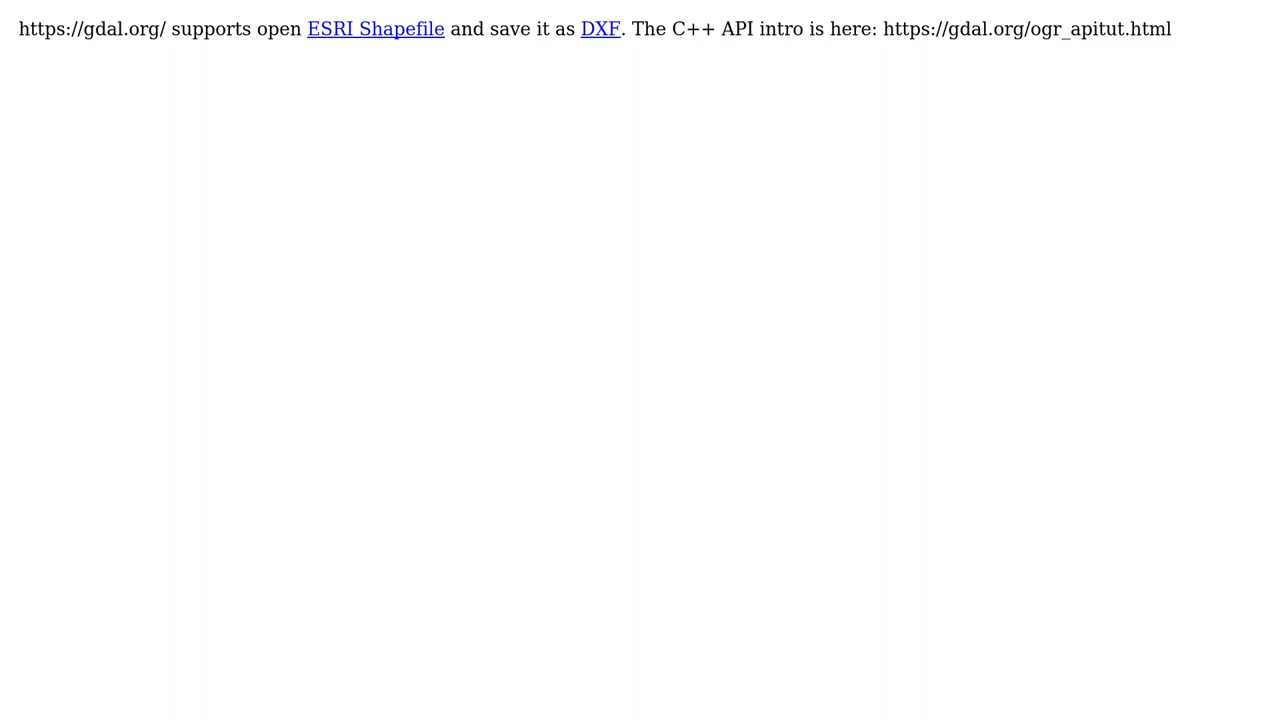 https://gdal.org/ supports open ESRI Shapefile and save it as DXF. The C++ API intro is here: https://gdal.org/ogr_apitut.html